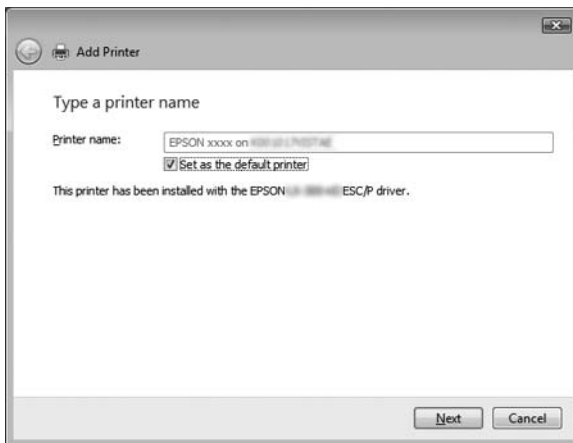 Add Printer
Type a printer name
Printer name:
EPSON xxxx on
Set as the default printer
This printer has been installed with the EPSON ESC/P driver.
Next
Cancel